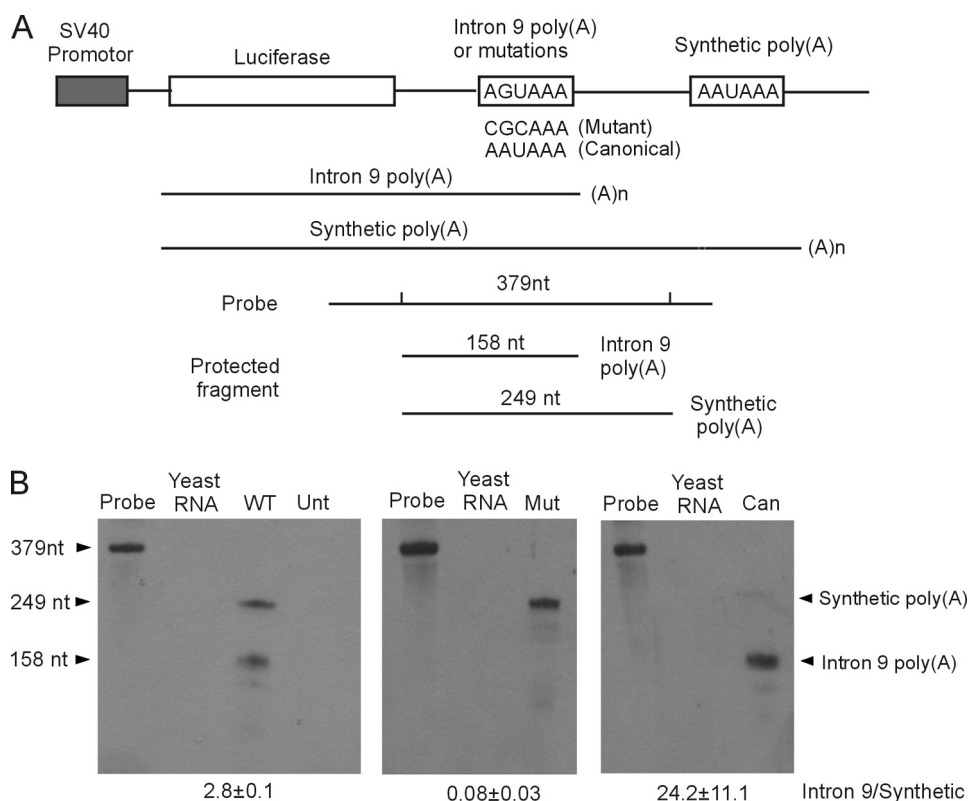 A
SV40
Promotor
Luciferase
Intron 9 poly(A)
or mutations
Synthetic poly(A)
AGUAAA
AAUAAA
CGCAAA (Mutant)
AAUAAA (Canonical)
Intron 9 poly(A)
(A)n
Synthetic poly(A)
(A)n
379nt
Probe
158 nt
Intron 9
poly(A)
Protected
fragment
249 nt
Synthetic
poly(A)
B
Probe
Yeast
RNA
WT
Unt
Probe
Yeast
RNA
Mut
Probe
Yeast
RNA
Can
379nt
249 nt
158 nt
Synthetic poly(A)
Intron 9 poly(A)
2.8±0.1
0.08±0.03
24.2±11.1
Intron 9/Synthetic